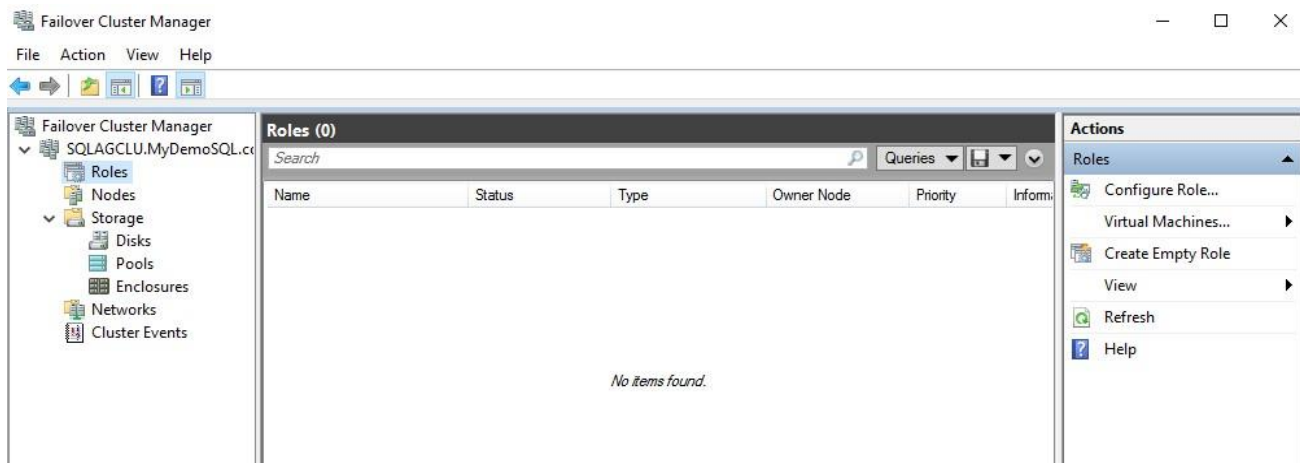 Failover Cluster Manager
File Action View Help
Failover Cluster Manager
SQLAGCLU.MyDemoSQL.cc
Roles
Nodes
Storage
Disks
Pools
Enclosures
Networks
Cluster Events
Roles (0)
Search
Queries
Name Status Type Owner Node Priority Informa
No items found.
Actions
Roles
Configure Role...
Virtual Machines...
Create Empty Role
View
Refresh
Help